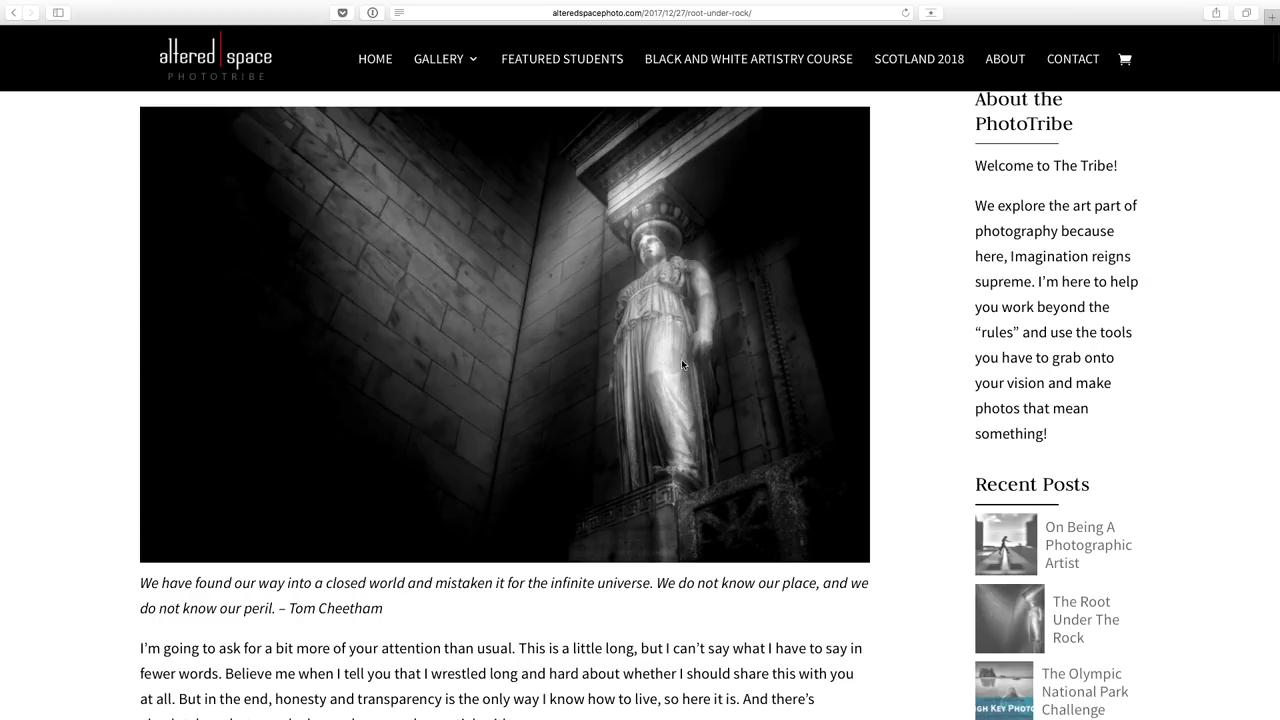 alteredspacephoto.com/2017/12/27/root-under-rock/
altered space
PHOTOTRIBE
HOME GALLERY FEATURED STUDENTS BLACK AND WHITE ARTISTRY COURSE SCOTLAND 2018 ABOUT CONTACT
We have found our way into a closed world and mistaken it for the infinite universe. We do not know our place, and we
do not know our peril. – Tom Cheetham
I’m going to ask for a bit more of your attention than usual. This is a little long, but I can’t say what I have to say in
fewer words. Believe me when I tell you that I wrestled long and hard about whether I should share this with you
at all. But in the end, honesty and transparency is the only way I know how to live, so here it is. And there’s
About the
PhotoTribe
Welcome to The Tribe!
We explore the art part of
photography because
here, Imagination reigns
supreme. I’m here to help
you work beyond the
“rules” and use the tools
you have to grab onto
your vision and make
photos that mean
something!
Recent Posts
On Being A
Photographic
Artist
The Root
Under The
Rock
The Olympic
National Park
Challenge
GH KEY PHOTO